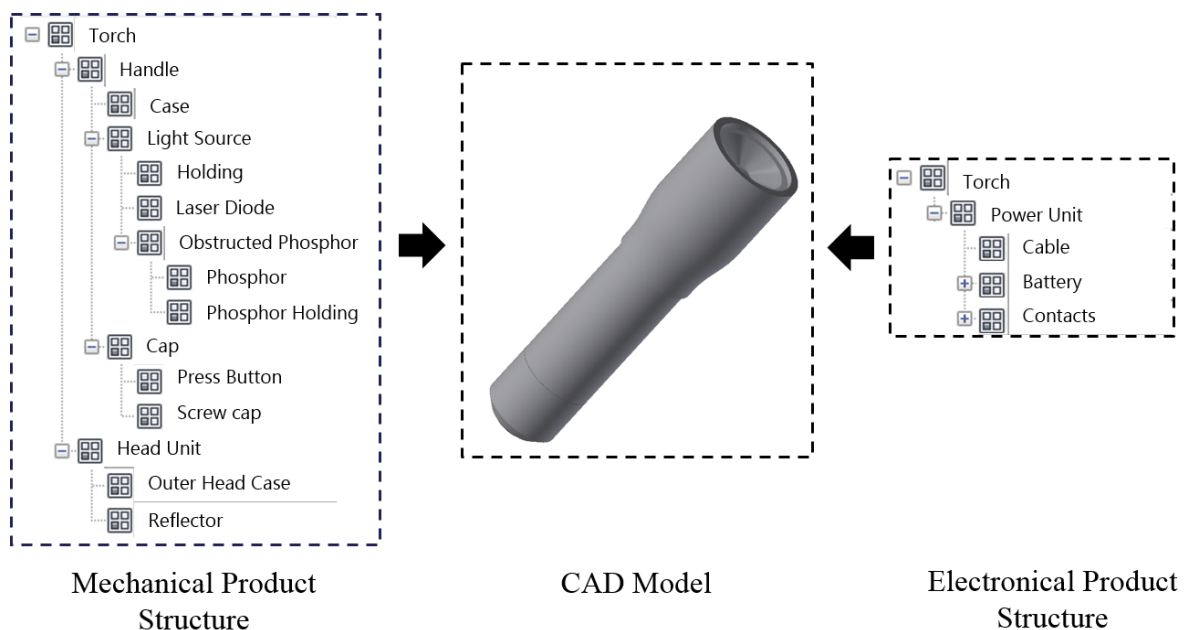 Torch
Handle
Case
Light Source
Holding
Laser Diode
Obstructed Phosphor
Phosphor
Phosphor Holding
Cap
Press Button
Screw cap
Head Unit
Outer Head Case
Reflector
Mechanical Product
Structure
CAD Model
Torch
Power Unit
Cable
Battery
Contacts
Electronical Product
Structure